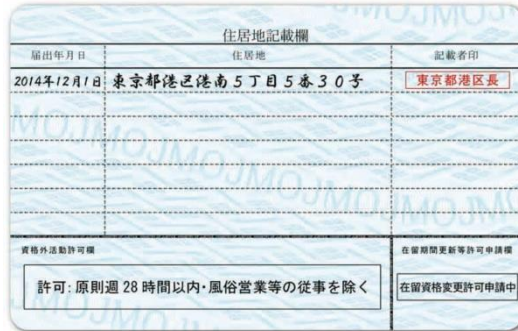 住居地記載欄
届出年月日 住居地 記載者印
2014年12月1日 東京都港区港南5丁目5番30号 東京都港区長
MOJMOJMOJMOJMOJ
資格外活動許可欄 在留期間更新等許可申請欄
許可: 原則週28時間以内・風俗営業等の従事を除く 在留資格変更許可申請中